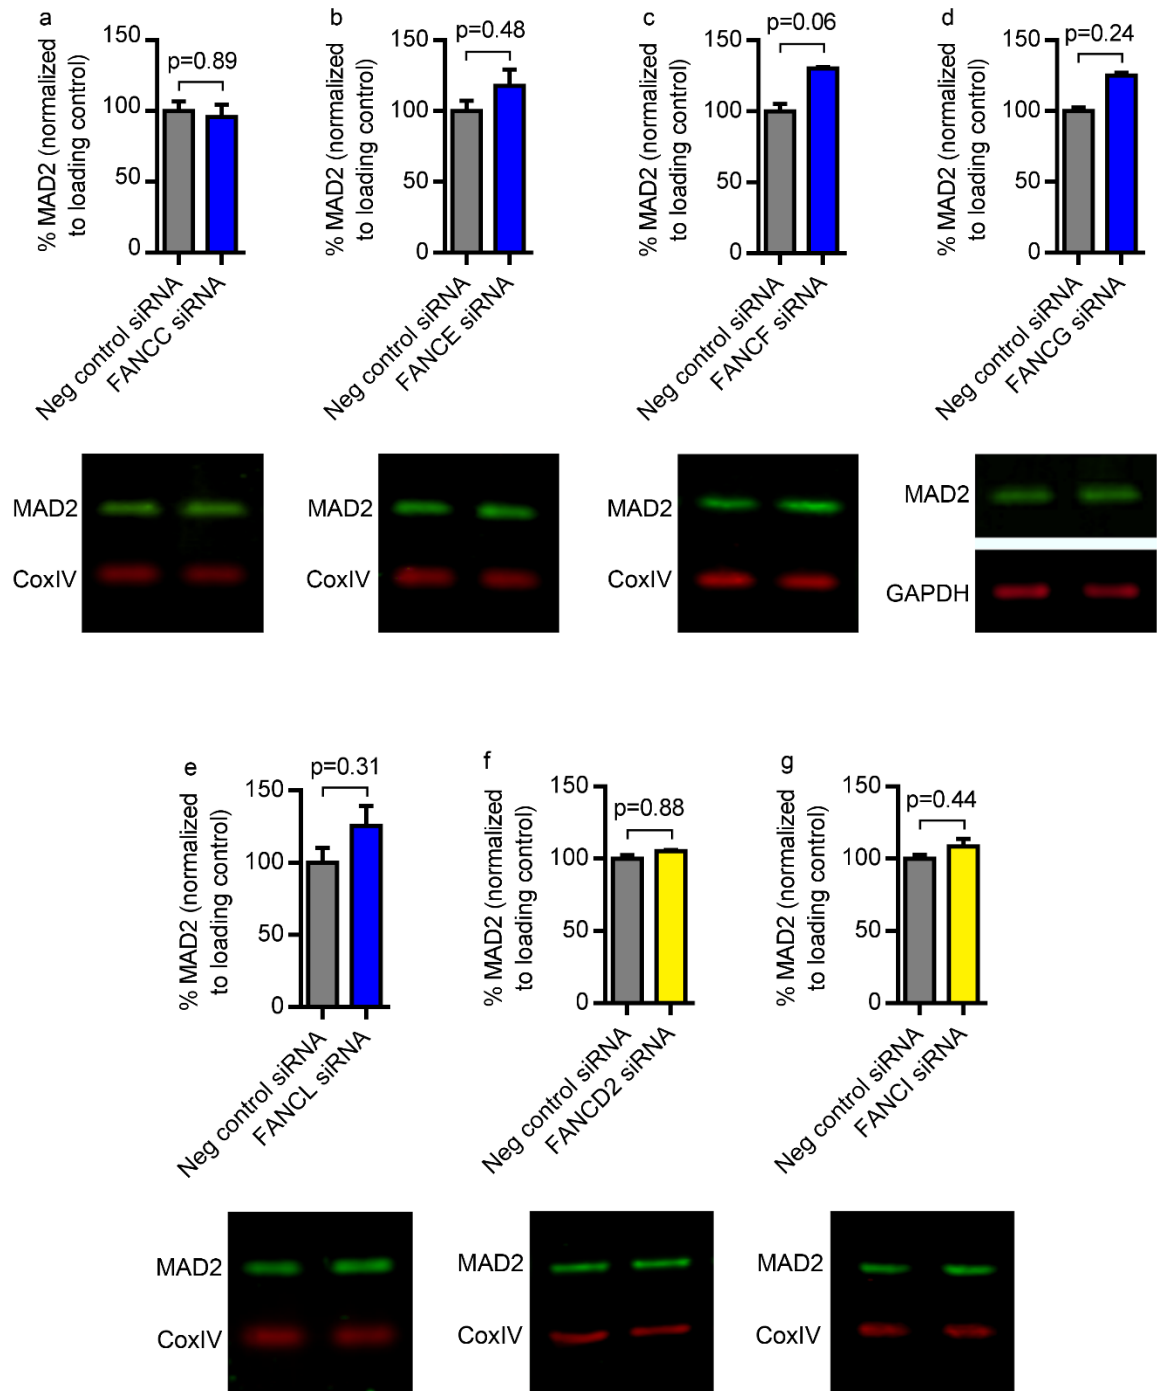 a
% MAD2 (normalized
to loading control)
150
100
50
0
p=0.89
Neg control siRNA
FANCC siRNA
MAD2
CoxIV
b
% MAD2 (normalized
to loading control)
150
100
50
0
p=0.48
Neg control siRNA
FANCE siRNA
MAD2
CoxIV
c
% MAD2 (normalized
to loading control)
150
100
50
0
p=0.06
Neg control siRNA
FANCF siRNA
MAD2
CoxIV
d
% MAD2 (normalized
to loading control)
150
100
50
0
p=0.24
Neg control siRNA
FANCG siRNA
MAD2
GAPDH
e
% MAD2 (normalized
to loading control)
150
100
50
0
p=0.31
Neg control siRNA
FANCL siRNA
MAD2
CoxIV
f
% MAD2 (normalized
to loading control)
150
100
50
0
p=0.88
Neg control siRNA
FANCD2 siRNA
MAD2
CoxIV
g
% MAD2 (normalized
to loading control)
150
100
50
0
p=0.44
Neg control siRNA
FANCI siRNA
MAD2
CoxIV